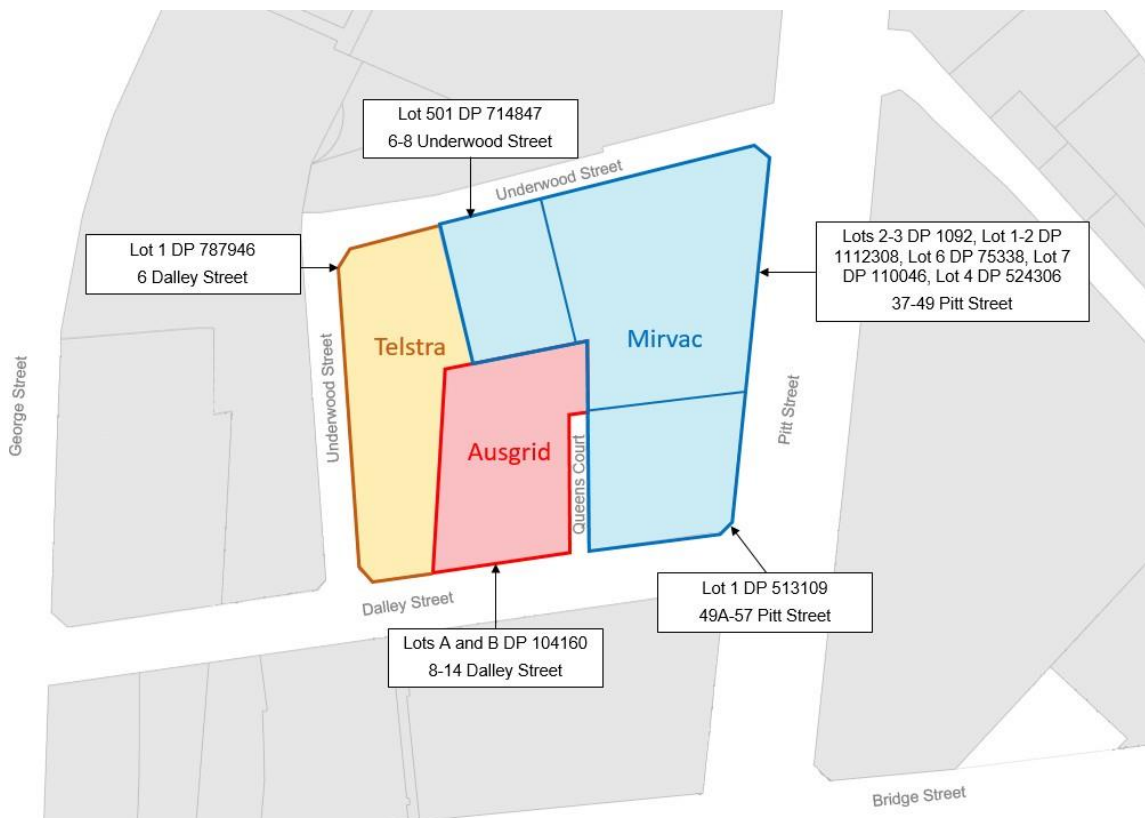 Lot 501 DP 714847
6-8 Underwood Street
Underwood Street
Lot 1 DP 787946
6 Dalley Street
Lots 2-3 DP 1092, Lot 1-2 DP
1112308, Lot 6 DP 75338, Lot 7
DP 110046, Lot 4 DP 524306
37-49 Pitt Street
Telstra
Mirvac
George Street
Underwood Street
Ausgrid
Queens Court
Pitt Street
Dalley Street
Lot 1 DP 513109
49A-57 Pitt Street
Lots A and B DP 104160
8-14 Dalley Street
Bridge Street